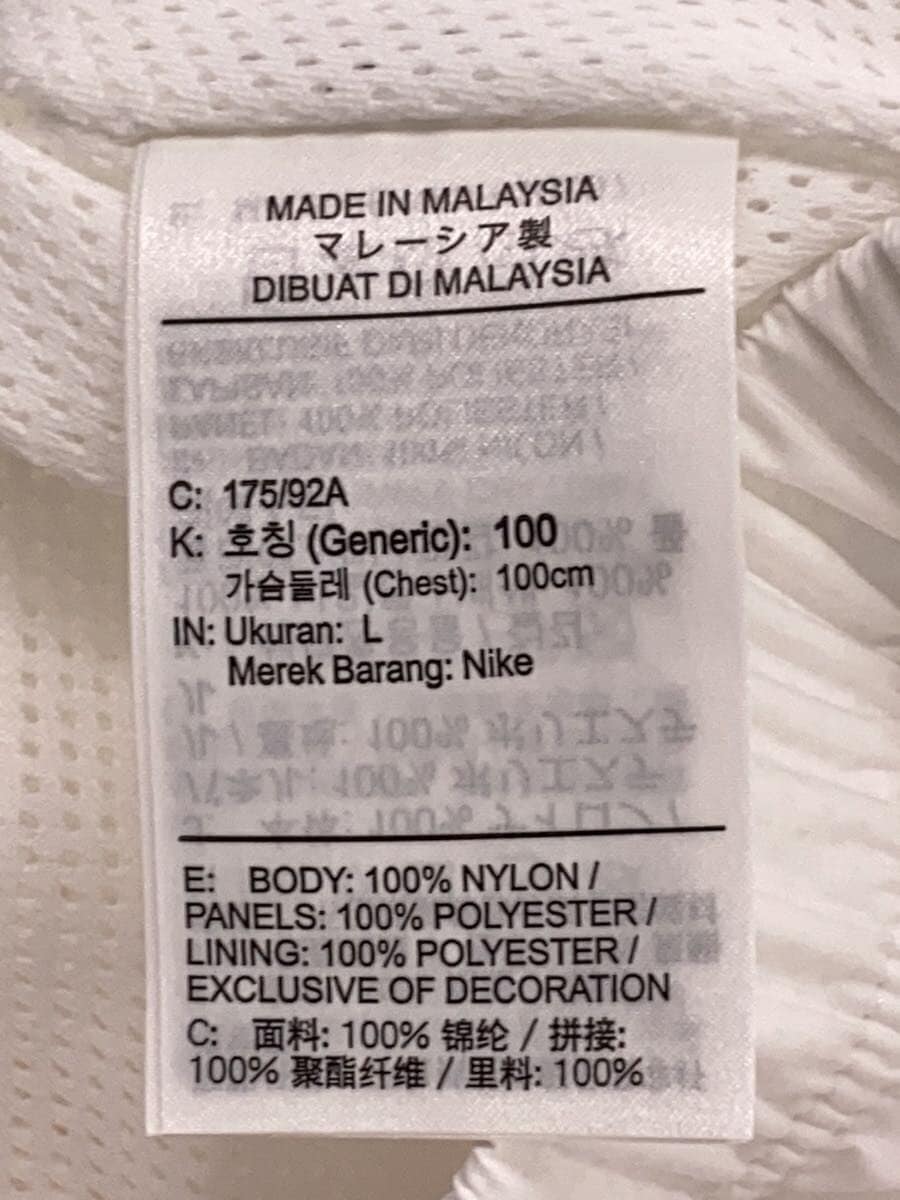 MADE IN MALAYSIA
マレーシア製
DIBUAT DI MALAYSIA
C: 175/92A
K: 호칭 (Generic): 100
가슴둘레 (Chest): 100cm
IN: Ukuran: L
Merek Barang: Nike
E: BODY: 100% NYLON /
PANELS: 100% POLYESTER /
LINING: 100% POLYESTER /
EXCLUSIVE OF DECORATION
C: 面料: 100% 锦纶 / 拼接:
100% 聚酯纤维 / 里料: 100%